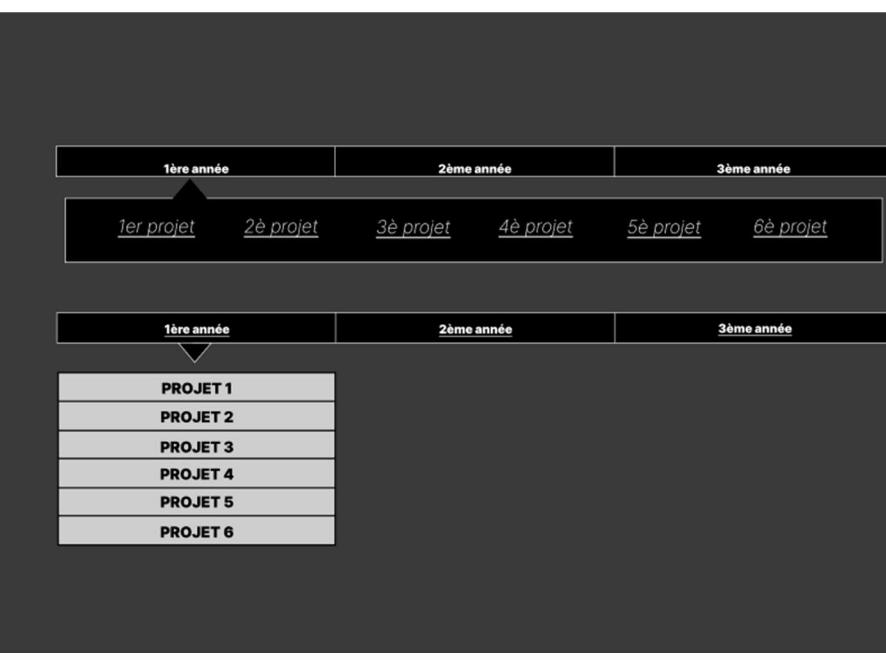 1ère année 2ème année 3ème année
1er projet 2è projet 3è projet 4è projet 5è projet 6è projet
1ère année 2ème année 3ème année
PROJET 1
PROJET 2
PROJET 3
PROJET 4
PROJET 5
PROJET 6